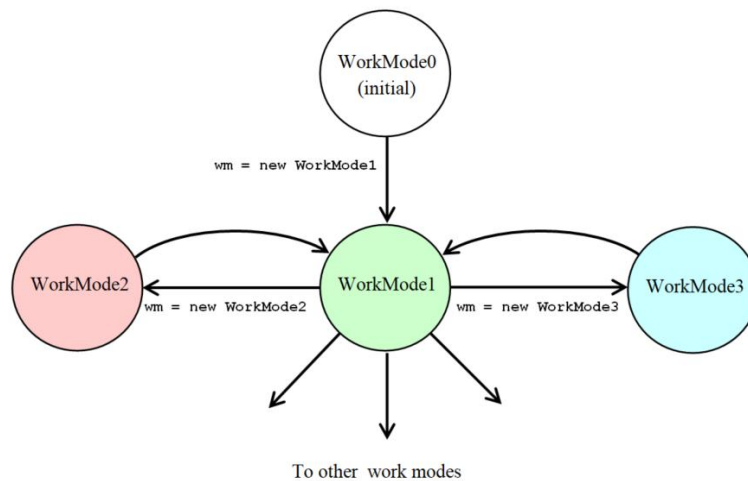 WorkMode0
(initial)
wm = new WorkMode1
WorkMode2
WorkMode1
WorkMode3
wm = new WorkMode2
wm = new WorkMode3
To other work modes